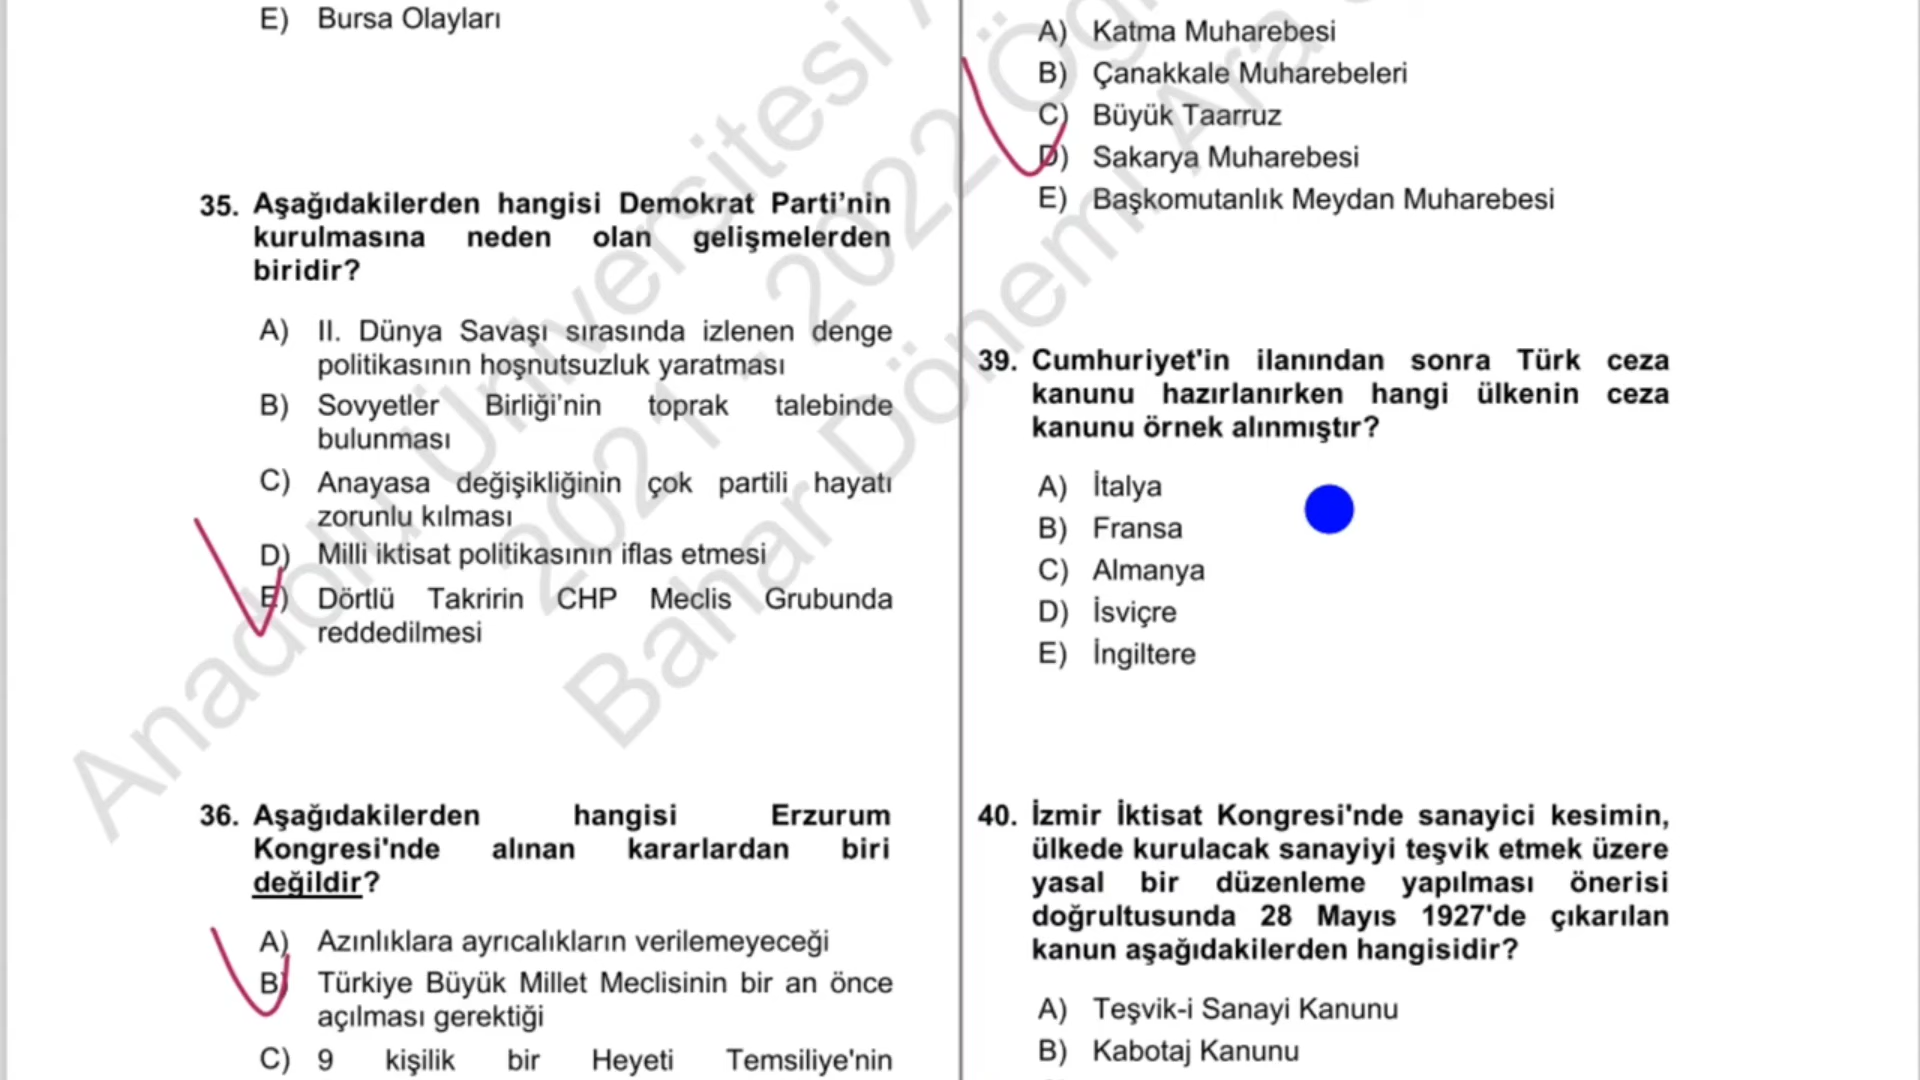 E) Bursa Olayları
35. Aşağıdakilerden hangisi Demokrat Parti’nin
kurulmasına neden olan gelişmelerden
biridir?
A) II. Dünya Savaşı sırasında izlenen denge
politikasının hoşnutsuzluk yaratması
B) Sovyetler Birliği’nin toprak talebinde
bulunması
C) Anayasa değişikliğinin çok partili hayatı
zorunlu kılması
D) Milli iktisat politikasının iflas etmesi
E) Dörtlü Takririn CHP Meclis Grubunda
reddedilmesi
36. Aşağıdakilerden hangisi Erzurum
Kongresi'nde alınan kararlardan biri
değildir?
A) Azınlıklara ayrıcalıkların verilemeyeceği
B) Türkiye Büyük Millet Meclisinin bir an önce
açılması gerektiği
C) 9 kişilik bir Heyeti Temsiliye'nin
A) Katma Muharebesi
B) Çanakkale Muharebeleri
C) Büyük Taarruz
D) Sakarya Muharebesi
E) Başkomutanlık Meydan Muharebesi
39. Cumhuriyet'in ilanından sonra Türk ceza
kanunu hazırlanırken hangi ülkenin ceza
kanunu örnek alınmıştır?
A) İtalya
B) Fransa
C) Almanya
D) İsviçre
E) İngiltere
40. İzmir İktisat Kongresi'nde sanayici kesimin,
ülkede kurulacak sanayiyi teşvik etmek üzere
yasal bir düzenleme yapılması önerisi
doğrultusunda 28 Mayıs 1927'de çıkarılan
kanun aşağıdakilerden hangisidir?
A) Teşvik-i Sanayi Kanunu
B) Kabotaj Kanunu
Anadolu Üniversitesi
2021 - 2022
Bahar Dönemi Ara